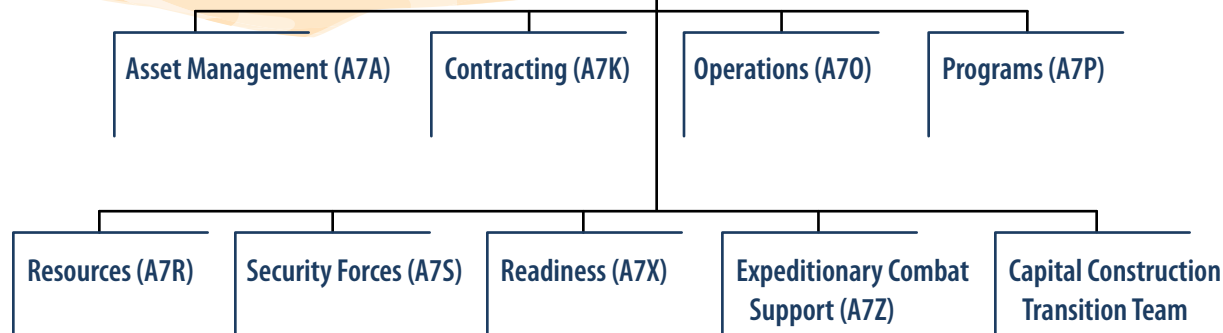 Asset Management (A7A)
Contracting (A7K)
Operations (A7O)
Programs (A7P)
Resources (A7R)
Security Forces (A7S)
Readiness (A7X)
Expeditionary Combat
Support (A7Z)
Capital Construction
Transition Team